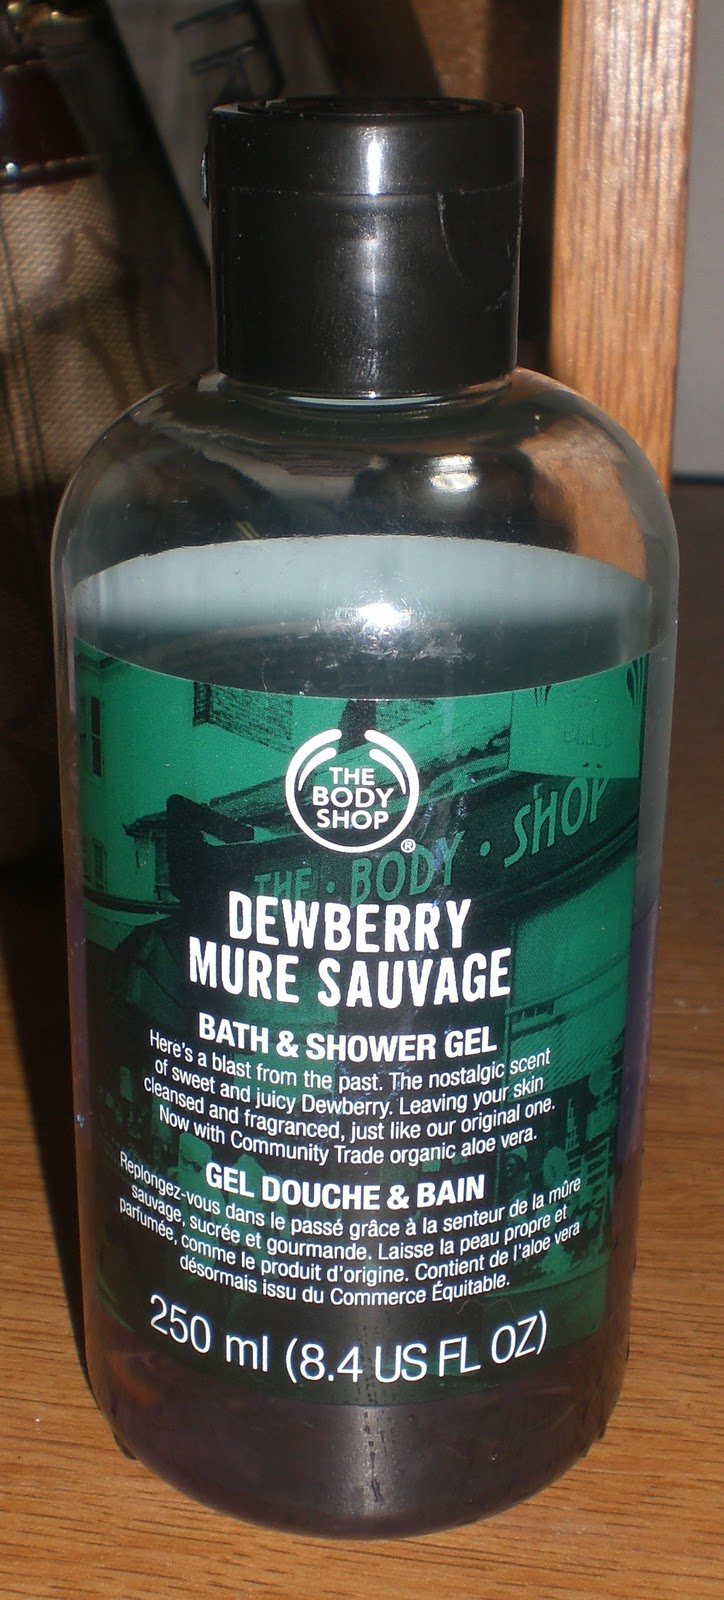 THE
BODY
SHOP
®
THE · BODY · SHOP
DEWBERRY
MURE SAUVAGE
BATH & SHOWER GEL
Here's a blast from the past. The nostalgic scent
of sweet and juicy Dewberry. Leaving your skin
cleansed and fragranced, just like our original one.
Now with Community Trade organic aloe vera.
GEL DOUCHE & BAIN
Replongez-vous dans le passé grâce à la senteur de la mûre
sauvage, sucrée et gourmande. Laisse la peau propre et
parfumée, comme le produit d'origine. Contient de l'aloe vera
désormais issu du Commerce Équitable.
250 ml (8.4 US FL OZ)